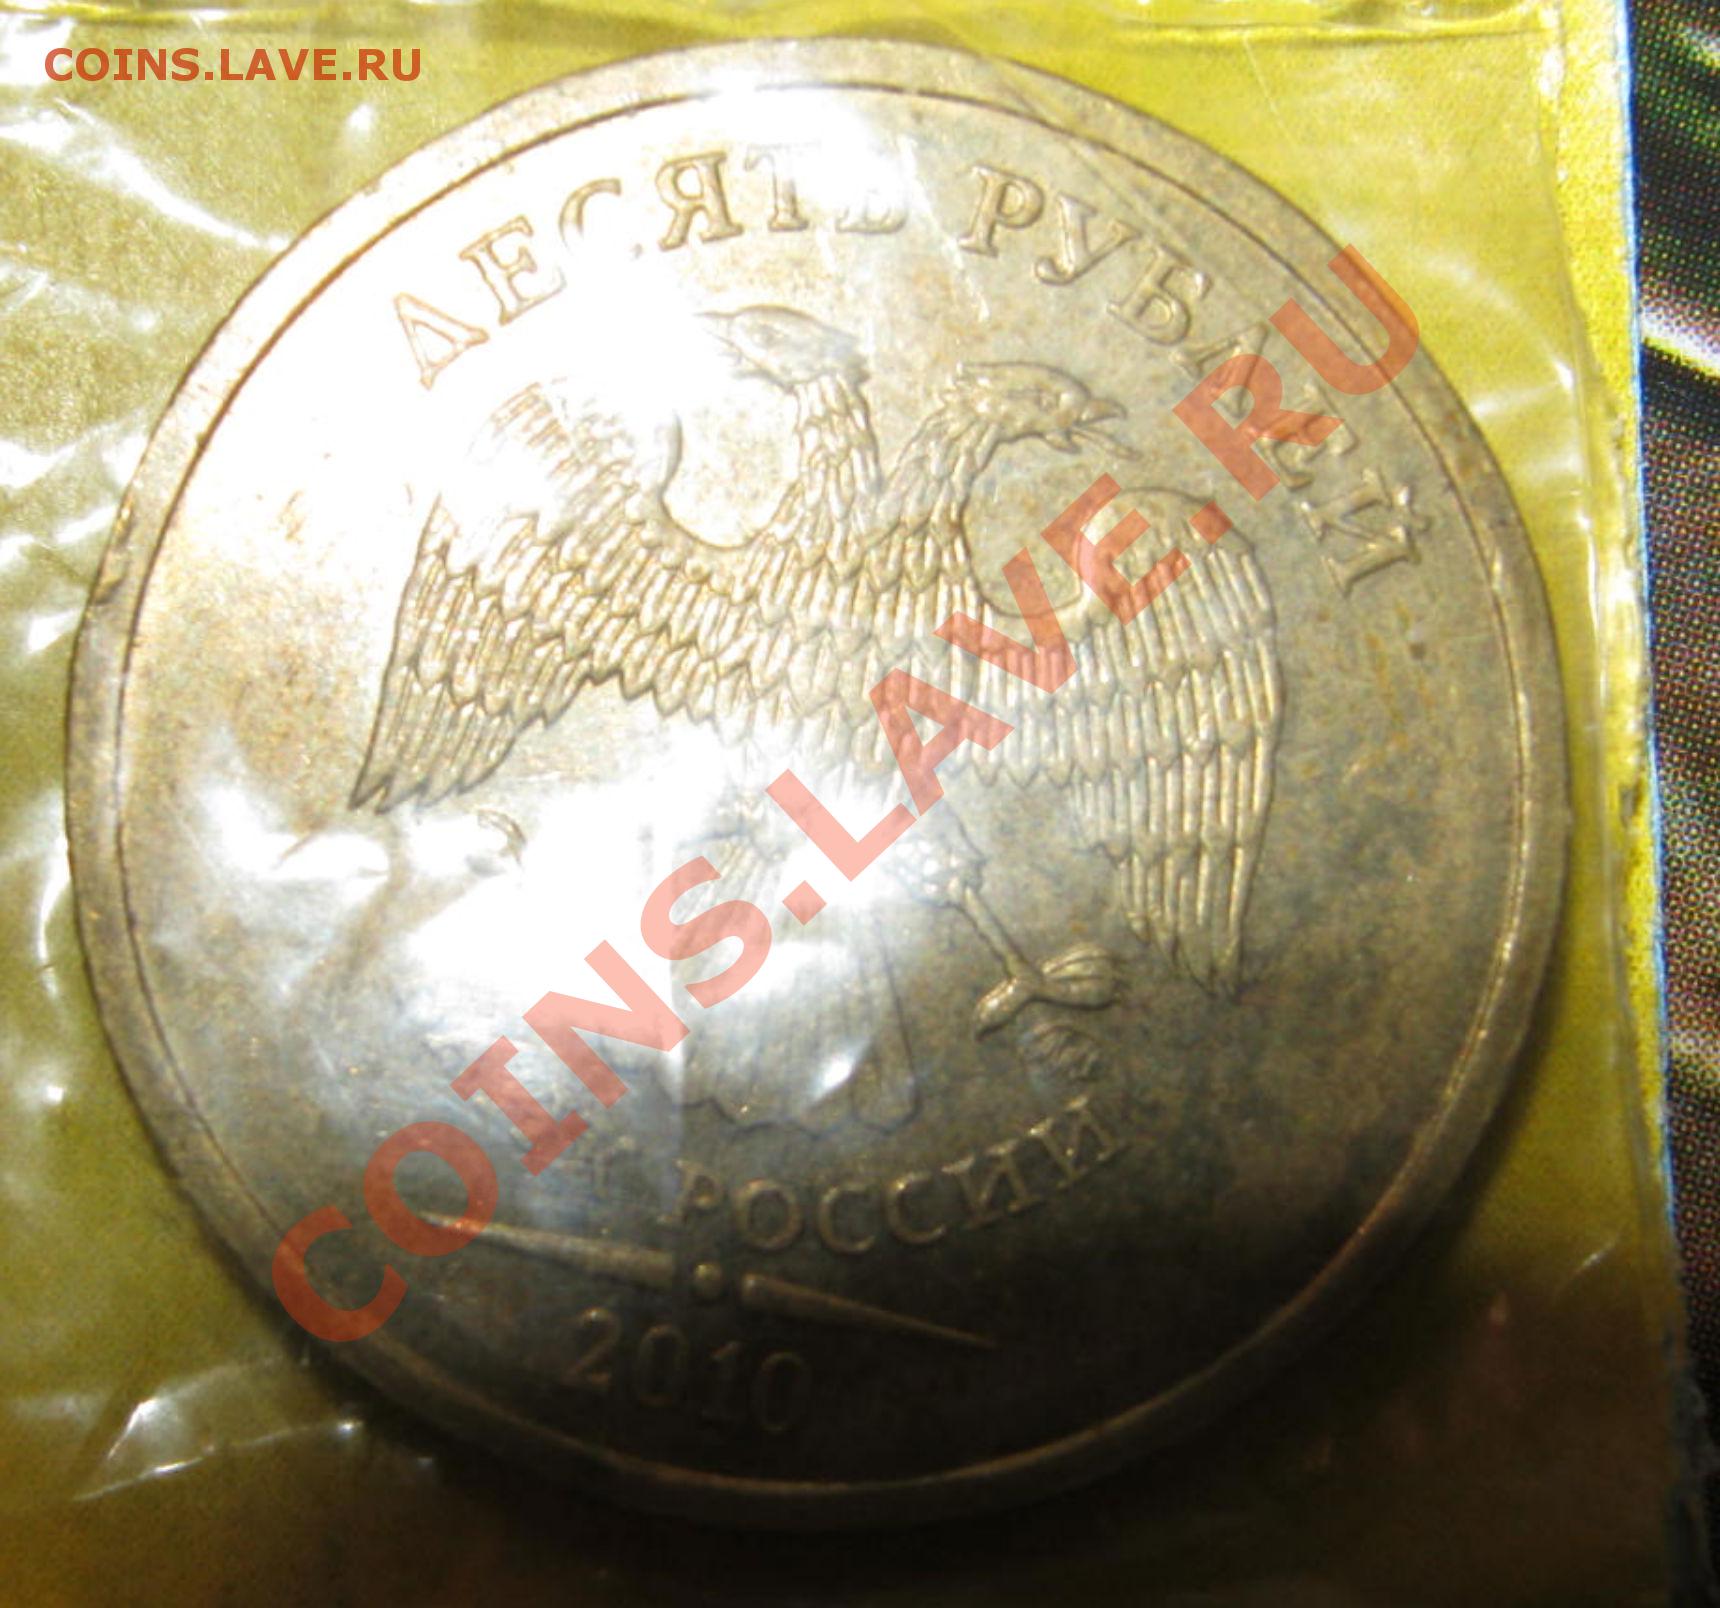 COINS.LAVE.RU
ДЕСЯТЬ РУБЛЕЙ
COINS.LAVE.RU
РОССИИ
2010